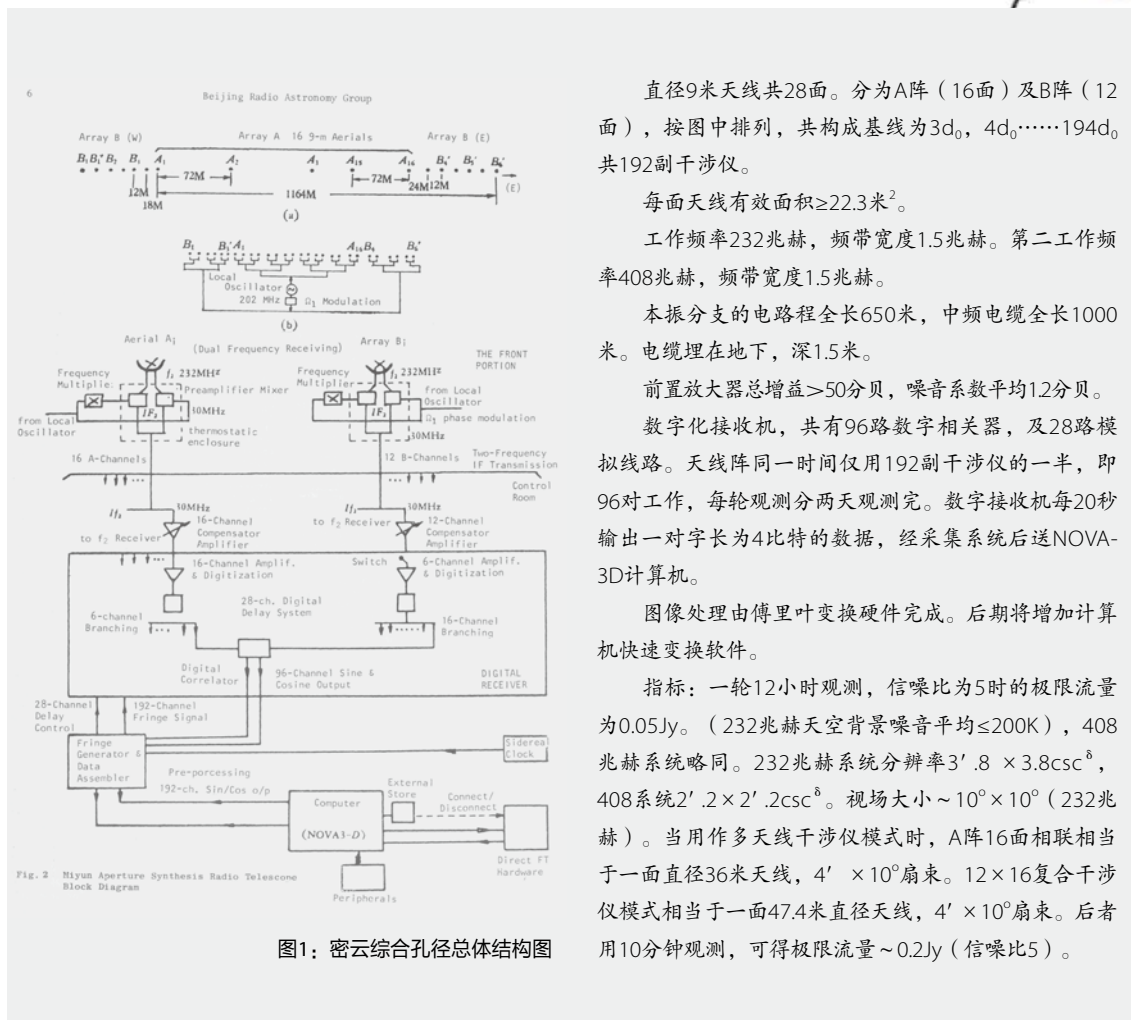 6
Beijing Radio Astronomy Group
Array B (W)
Array A 16 9-m Aerials
Array B (E)
A₁
A₂
A₁₅
A₁₆
72M
72M
12M
18M
24M
12M
1164M
(E)
(a)
B₁
A₁
A₁₆
Local
Oscillator
202 MHz
Ω₁ Modulation
(b)
Aerial Aᵢ
(Dual Frequency Receiving)
Array Bⱼ
THE FRONT
PORTION
Frequency
Multiplie.
f₁ 232MHz
Preamplifier Mixer
30MHz
from Local
Oscillator
thermostatic
enclosure
Frequency
Multiplier
f₁ 232MHz
from Local
Oscillator
Ω₁ phase modulation
30MHz
16 A-Channels
12 B-Channels
Two-Frequency
IF Transmission
Control
Room
30MHz
to f₂ Receiver
16-Channel
Compensator
Amplifier
30MHz
to f₂ Receiver
12-Channel
Compensator
Amplifier
16-Channel Amplif.
& Digitization
Switch
6-Channel Amplif.
& Digitization
28-ch. Digital
Delay System
6-channel
Branching
16-Channel
Branching
Digital
Correlator
96-Channel Sine &
Cosine Output
DIGITAL
RECEIVER
28-Channel
Delay
Control
192-Channel
Fringe Signal
Fringe
Generator &
Data
Assembler
Sidereal
Clock
Pre-porcessing
192-ch. Sin/Cos o/p
Computer
(NOVA3-D)
External
Store
Connect/
Disconnect
Direct FT
Hardware
Peripherals
Fig. 2 Miyun Aperture Synthesis Radio Telescope
Block Diagram
图1：密云综合孔径总体结构图
直径9米天线共28面。分为A阵（16面）及B阵（12
面），按图中排列，共构成基线为3d₀，4d₀……194d₀
共192副干涉仪。
每面天线有效面积≥22.3米²。
工作频率232兆赫，频带宽度1.5兆赫。第二工作频
率408兆赫，频带宽度1.5兆赫。
本振分支的电路程全长650米，中频电缆全长1000
米。电缆埋在地下，深1.5米。
前置放大器总增益＞50分贝，噪音系数平均1.2分贝。
数字化接收机，共有96路数字相关器，及28路模
拟线路。天线阵同一时间仅用192副干涉仪的一半，即
96对工作，每轮观测分两天观测完。数字接收机每20秒
输出一对字长为4比特的数据，经采集系统后送NOVA-
3D计算机。
图像处理由傅里叶变换硬件完成。后期将增加计算
机快速变换软件。
指标：一轮12小时观测，信噪比为5时的极限流量
为0.05Jy。（232兆赫天空背景噪音平均≤200K），408
兆赫系统略同。232兆赫系统分辨率3′.8 ×3.8cscᵟ，
408系统2′.2×2′.2cscᵟ。视场大小~10°×10°（232兆
赫）。当用作多天线干涉仪模式时，A阵16面相联相当
于一面直径36米天线，4′ ×10°扇束。12×16复合干涉
仪模式相当于一面47.4米直径天线，4′ ×10°扇束。后者
用10分钟观测，可得极限流量~0.2Jy（信噪比5）。